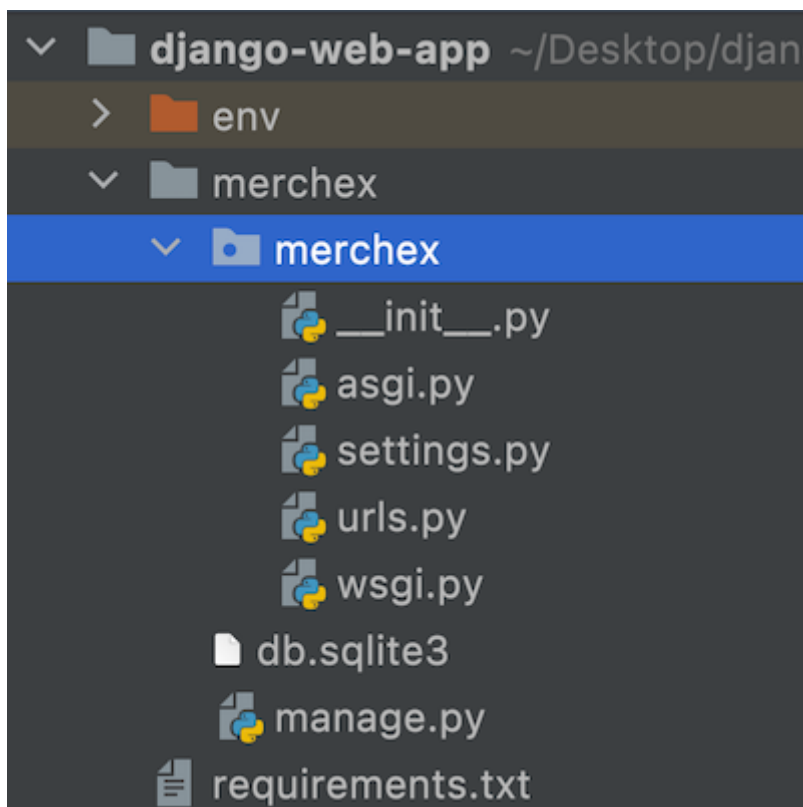 django-web-app ~/Desktop/djan
env
merchex
merchex
__init__.py
asgi.py
settings.py
urls.py
wsgi.py
db.sqlite3
manage.py
requirements.txt